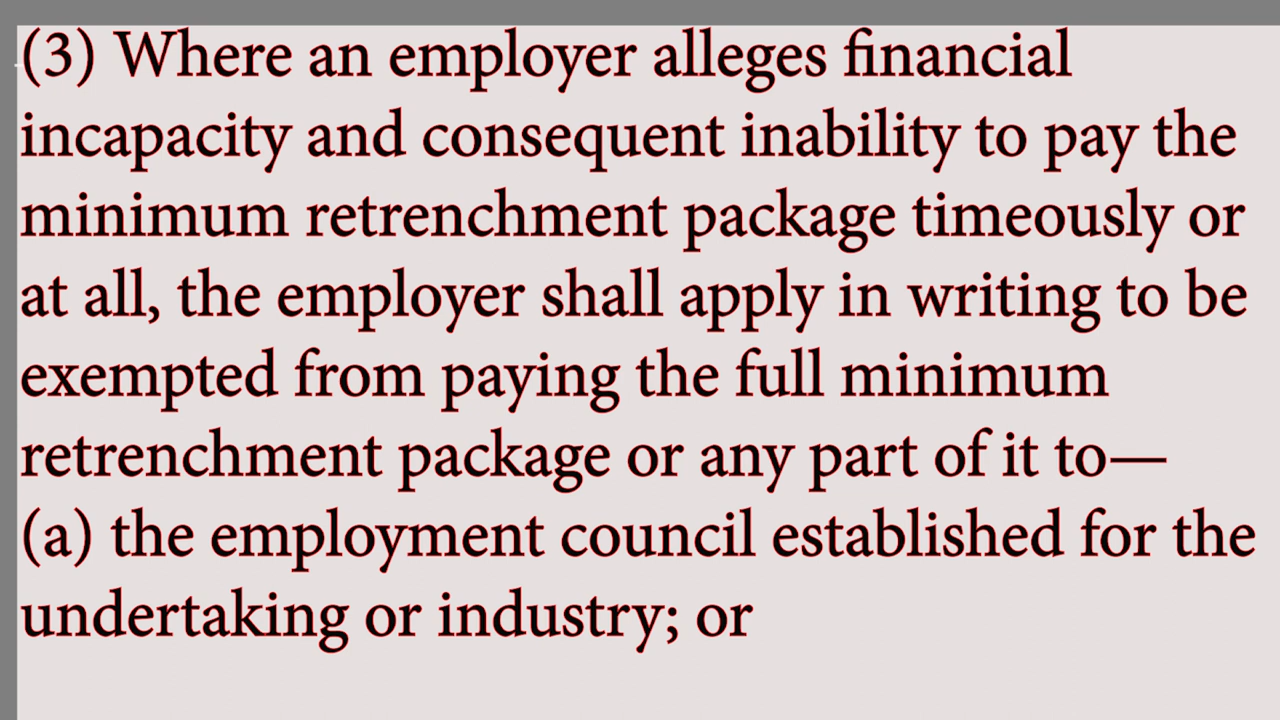 (3) Where an employer alleges financial
incapacity and consequent inability to pay the
minimum retrenchment package timeously or
at all, the employer shall apply in writing to be
exempted from paying the full minimum
retrenchment package or any part of it to—
(a) the employment council established for the
undertaking or industry; or